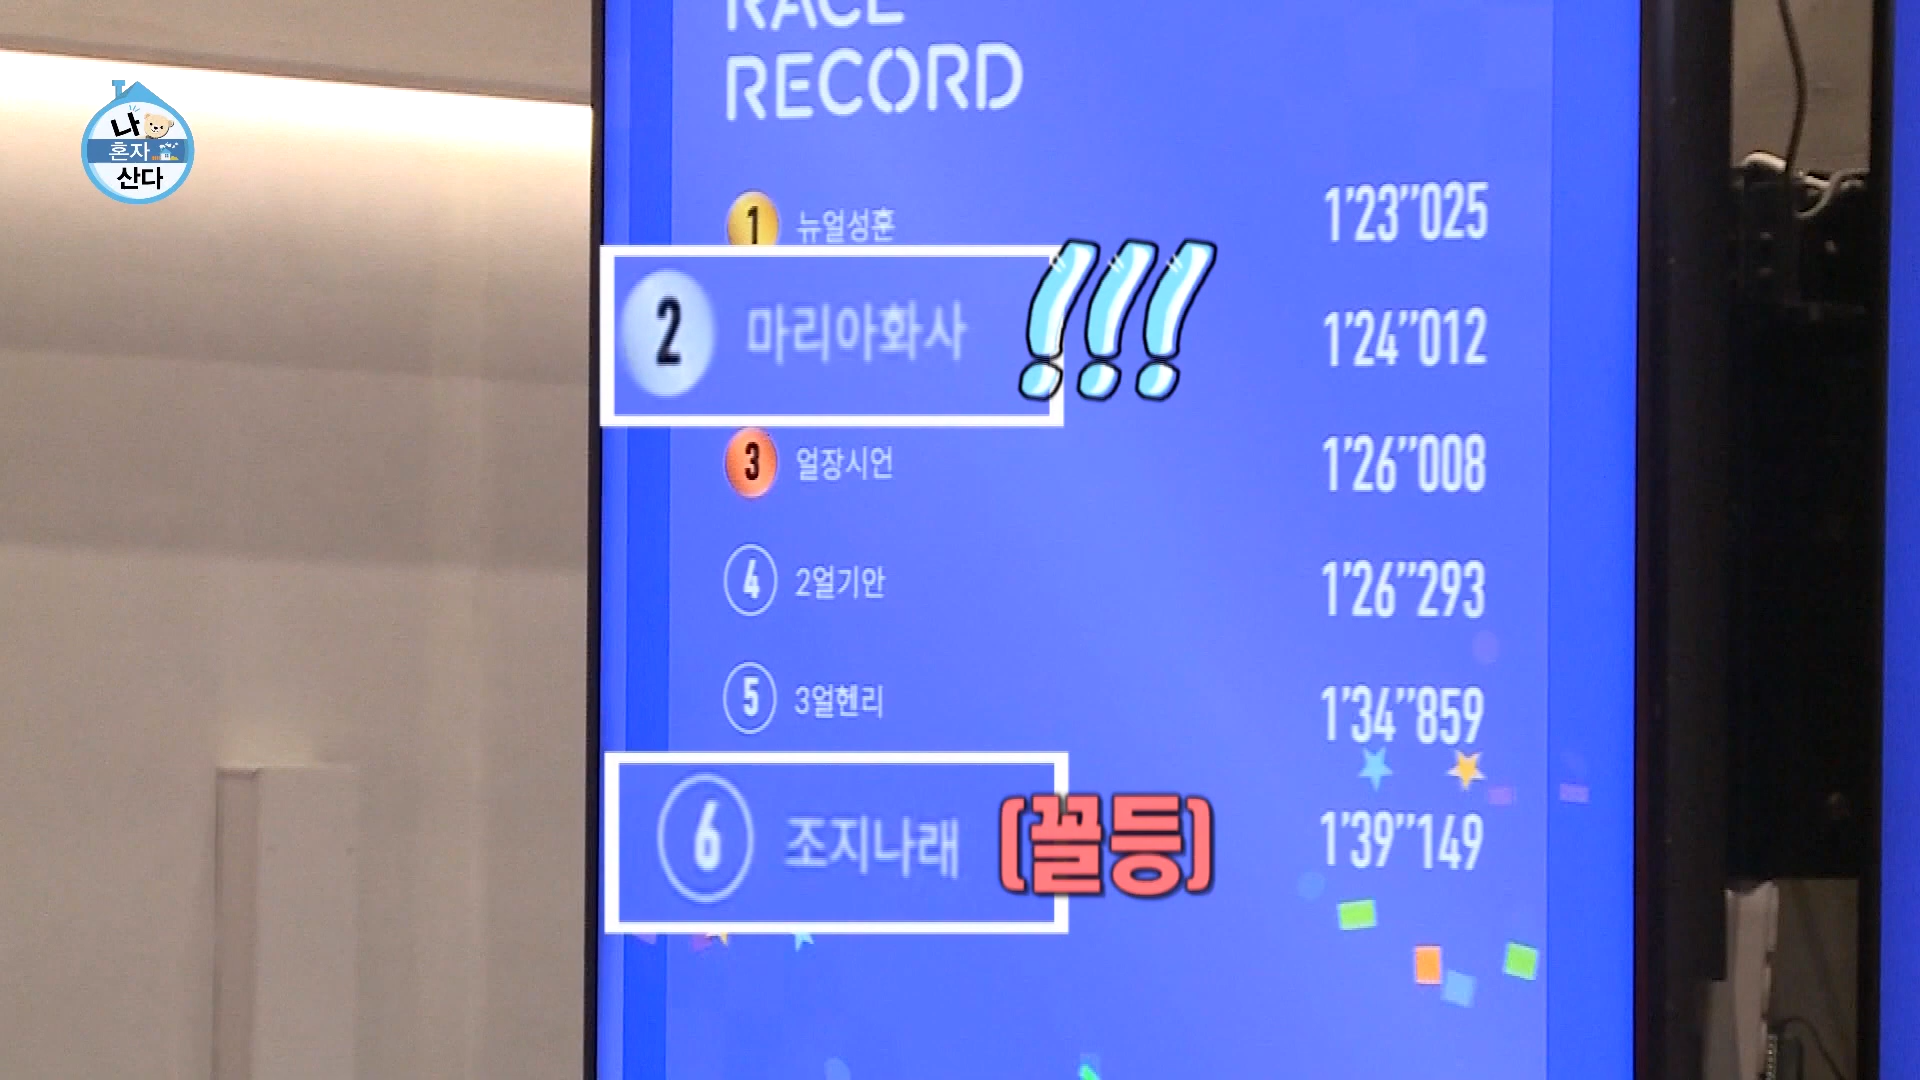 나
혼자
산다
RACE
RECORD
1 뉴얼성훈 1'23"025
2 마리아화사 !!! 1'24"012
3 얼장시언 1'26"008
4 2얼기안 1'26"293
5 3얼헨리 1'34"859
6 조지나래 (꼴등) 1'39"149